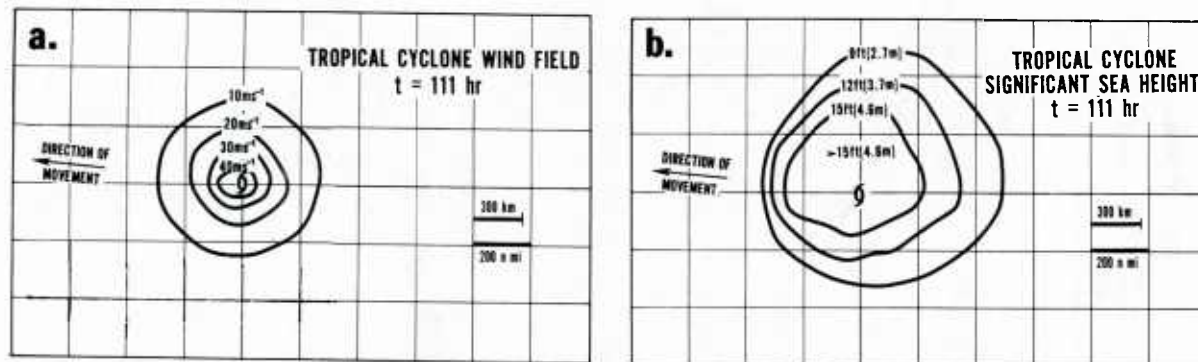 a.
TROPICAL CYCLONE WIND FIELD
t = 111 hr
10ms⁻¹
20ms⁻¹
30ms⁻¹
40ms⁻¹
DIRECTION OF
MOVEMENT
300 km
200 n mi
b.
TROPICAL CYCLONE
SIGNIFICANT SEA HEIGHT
t = 111 hr
9ft(2.7m)
12ft(3.7m)
15ft(4.6m)
>15ft(4.6m)
DIRECTION OF
MOVEMENT
300 km
200 n mi